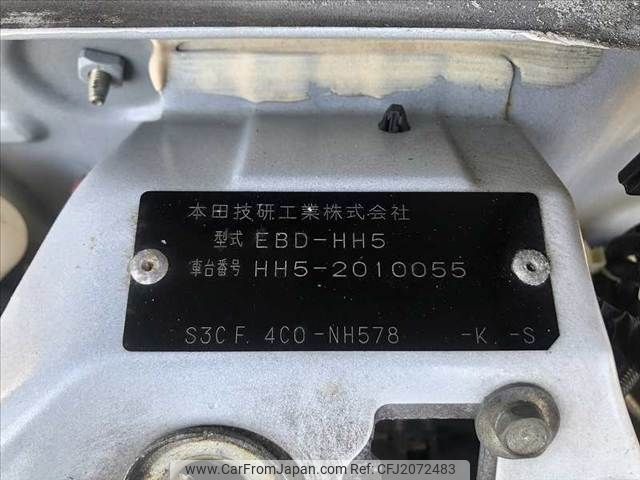 本田技研工業株式会社
型式 EBD-HH5
車台番号 HH5-2010055
S3CF. 4C0-NH578 -K. -S
www.CarFromJapan.com | Ref. No: CFJ2072483